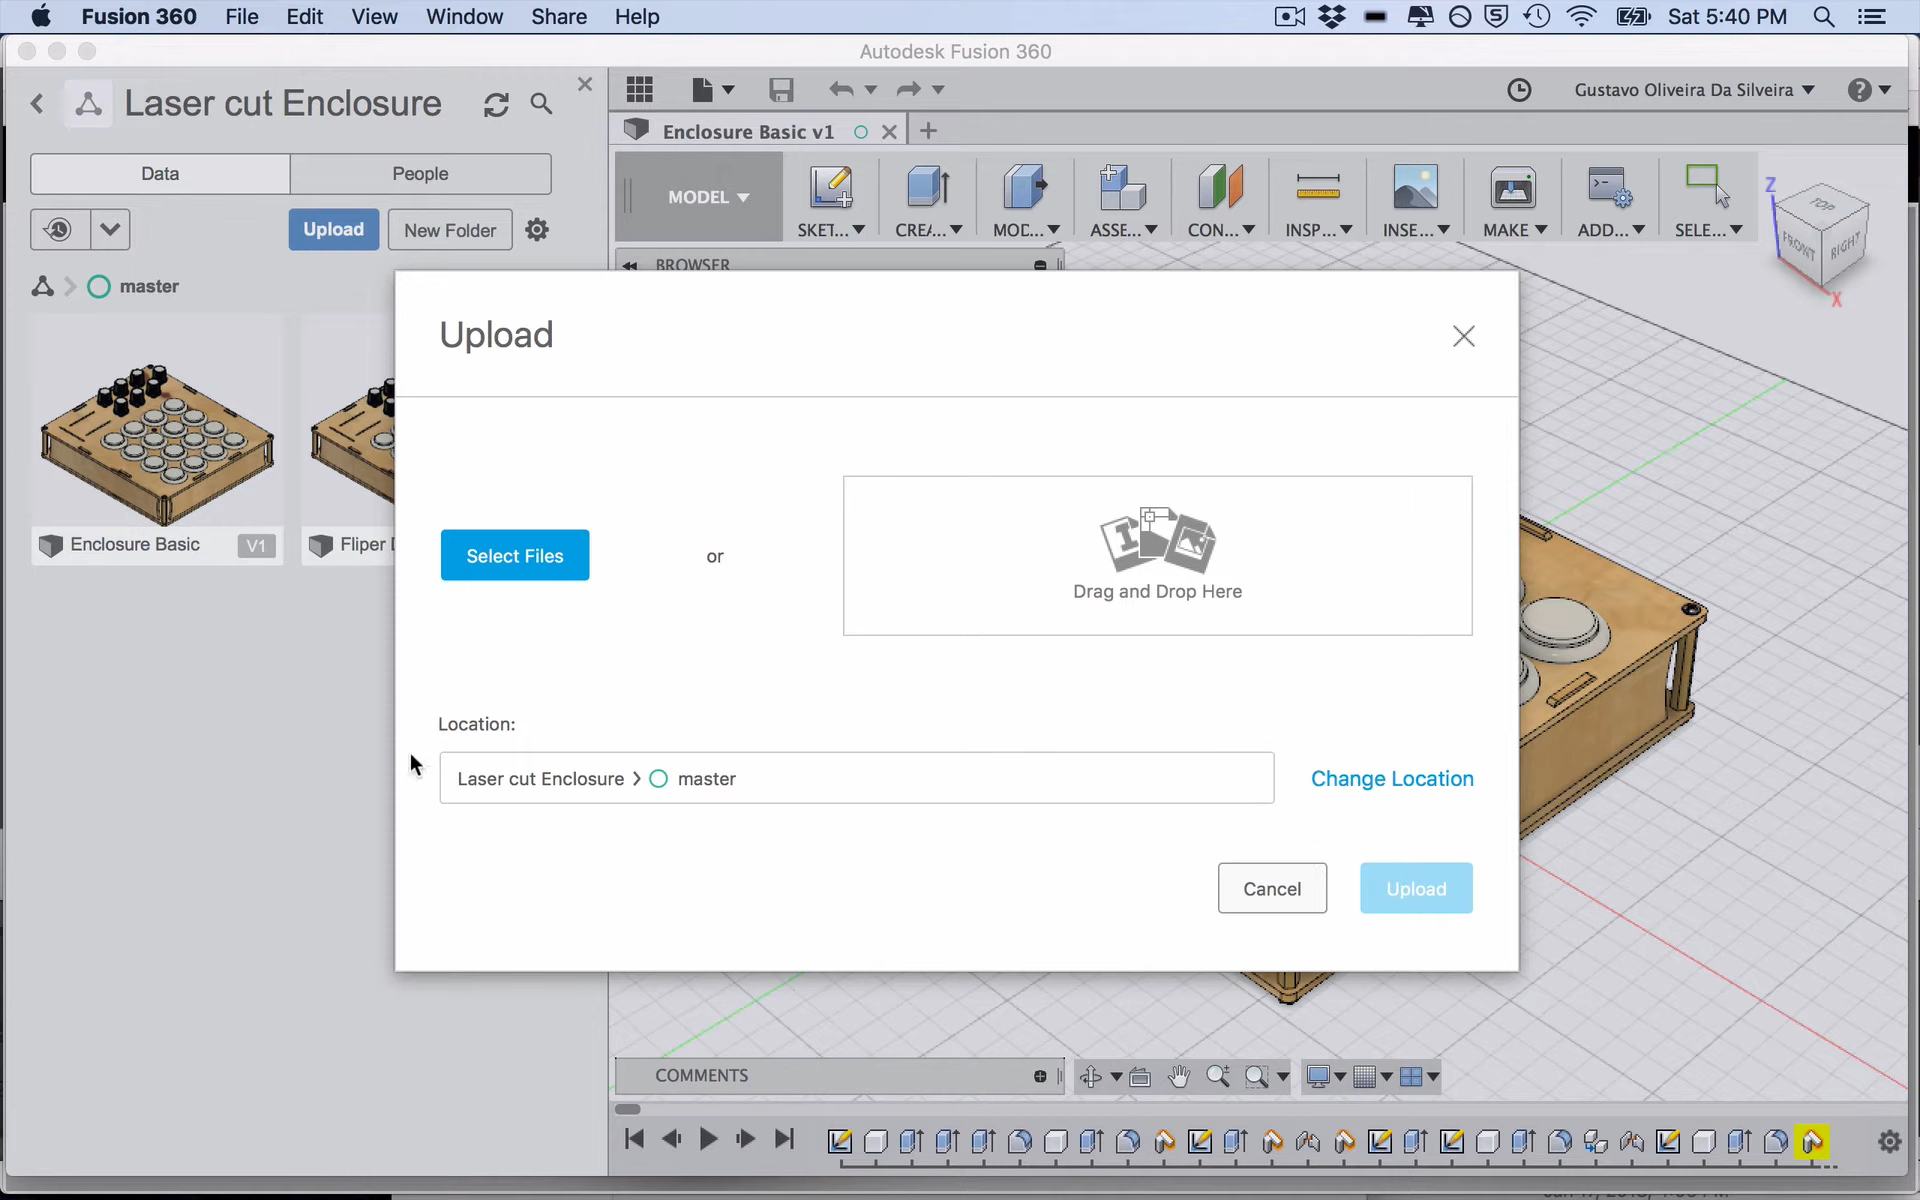 Fusion 360 File Edit View Window Share Help Sat 5:40 PM
Autodesk Fusion 360
Laser cut Enclosure
Gustavo Oliveira Da Silveira
Enclosure Basic v1
Data People
MODEL
SKET... CREA... MOD... ASSE... CON... INSP... INSE... MAKE ADD... SELE...
Z
TOP
FRONT RIGHT
X
Upload New Folder
BROWSER
master
Upload
Enclosure Basic V1
Fliper
Select Files
or
Drag and Drop Here
Location:
Laser cut Enclosure > master
Change Location
Cancel
Upload
COMMENTS